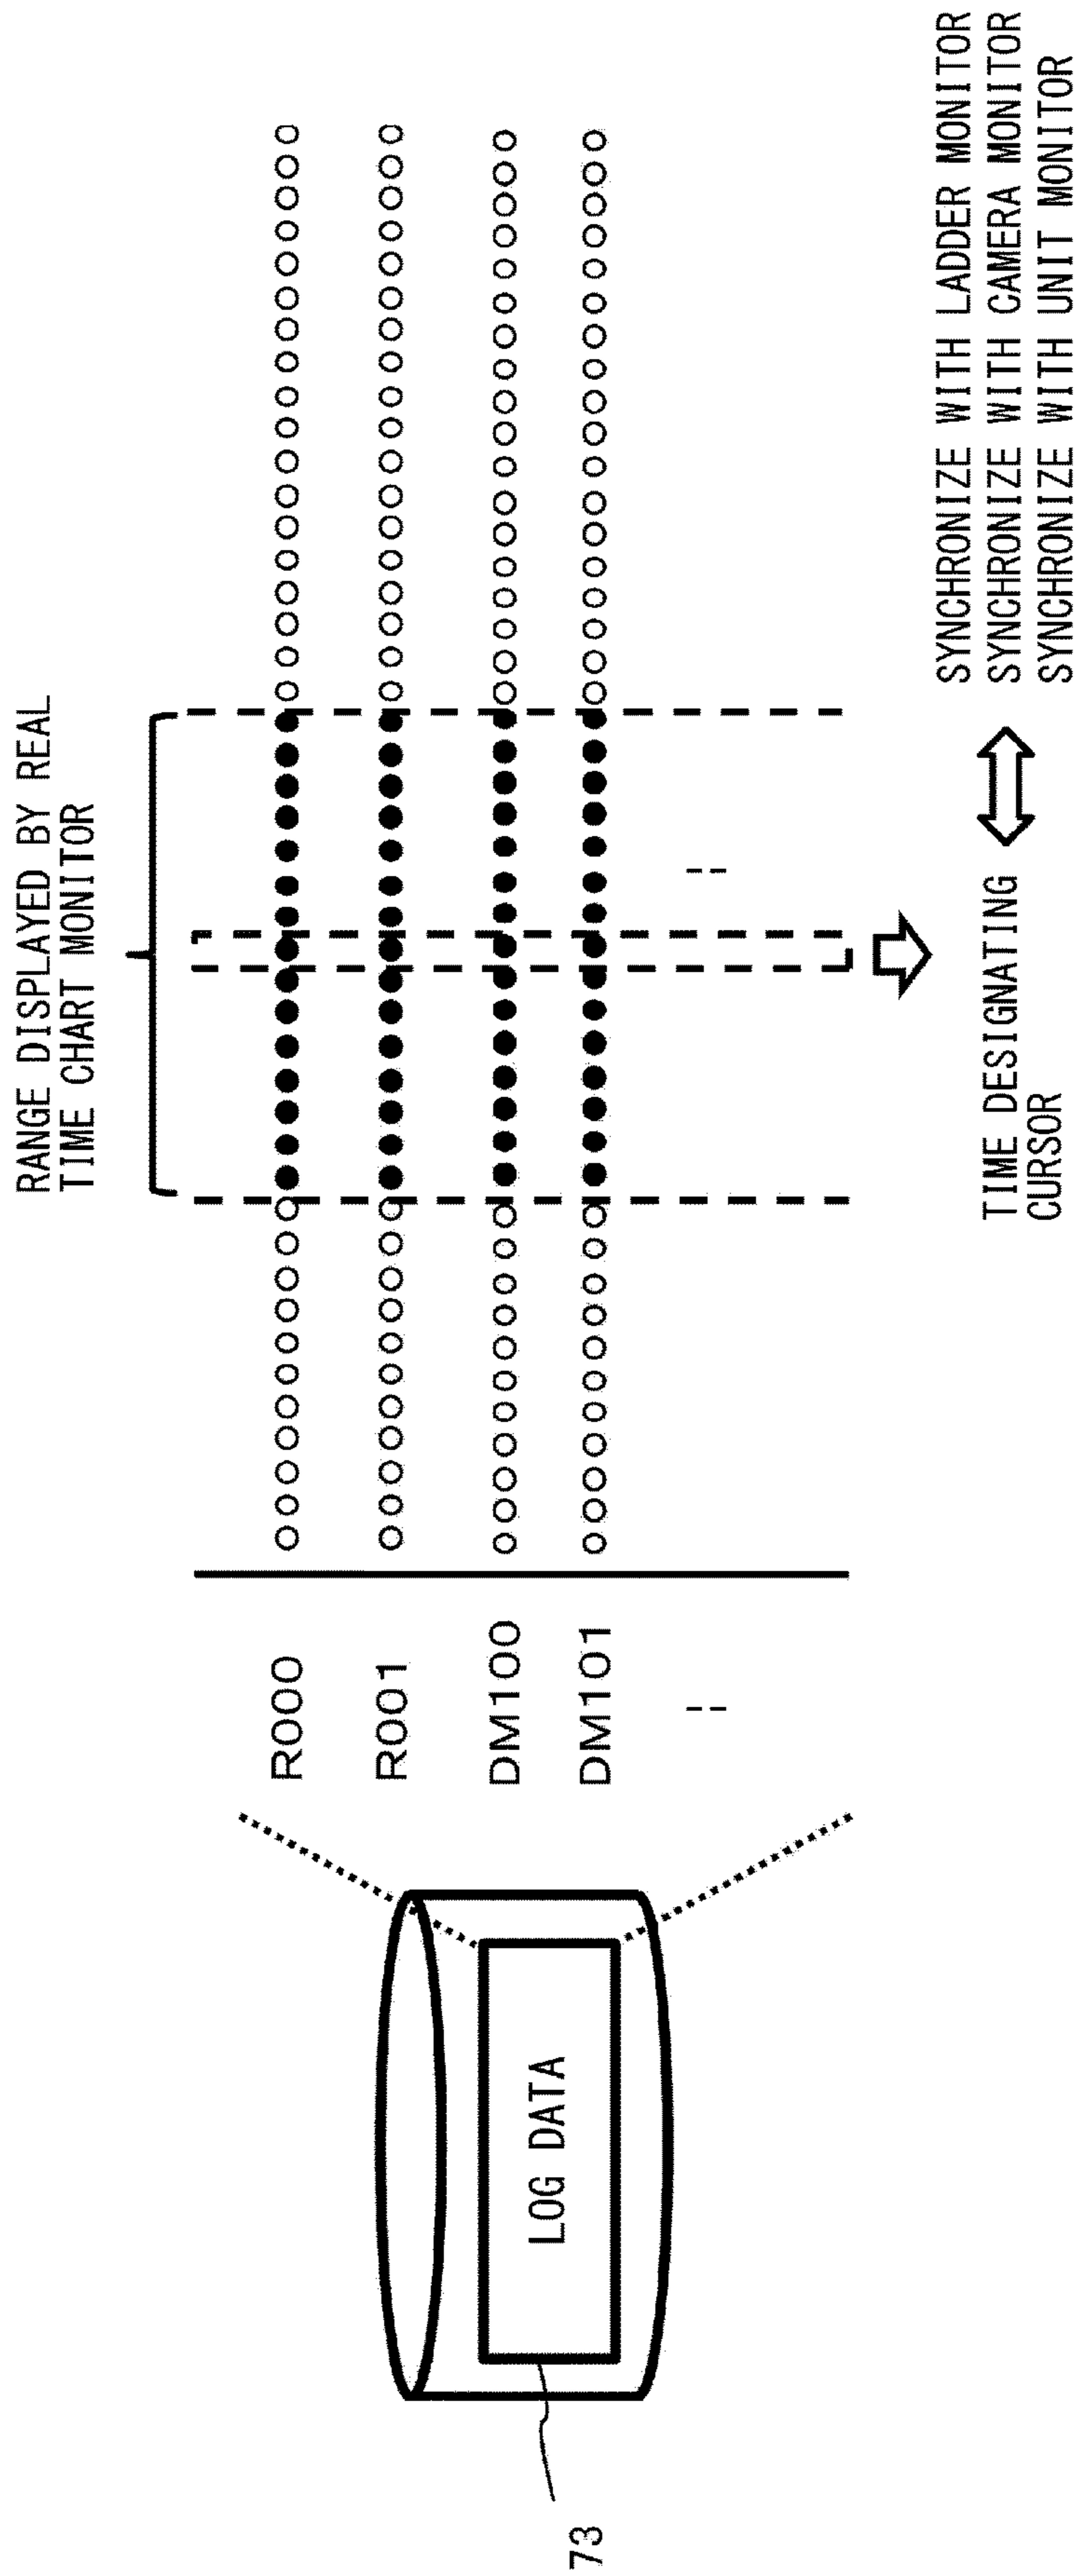 RANGE DISPLAYED BY REAL
TIME CHART MONITOR
R000
R001
DM100
DM101
LOG DATA
73
TIME DESIGNATING
CURSOR
SYNCHRONIZE WITH LADDER MONITOR
SYNCHRONIZE WITH CAMERA MONITOR
SYNCHRONIZE WITH UNIT MONITOR